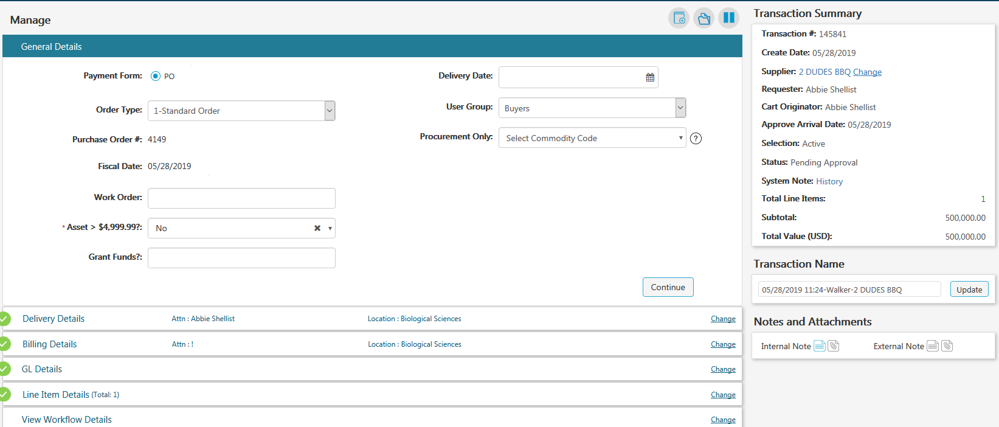 Manage
General Details
Payment Form: PO
Delivery Date:
Order Type: 1-Standard Order
User Group: Buyers
Purchase Order #: 4149
Procurement Only: Select Commodity Code ?
Fiscal Date: 05/28/2019
Work Order:
* Asset > $4,999.99?: No
Grant Funds?:
Continue
Delivery Details Attn : Abbie Shellist Location : Biological Sciences Change
Billing Details Attn : ! Location : Biological Sciences Change
GL Details Change
Line Item Details (Total: 1) Change
View Workflow Details Change
Transaction Summary
Transaction #: 145841
Create Date: 05/28/2019
Supplier: 2 DUDES BBQ Change
Requester: Abbie Shellist
Cart Originator: Abbie Shellist
Approve Arrival Date: 05/28/2019
Selection: Active
Status: Pending Approval
System Note: History
Total Line Items: 1
Subtotal: 500,000.00
Total Value (USD): 500,000.00
Transaction Name
05/28/2019 11:24-Walker-2 DUDES BBQ Update
Notes and Attachments
Internal Note External Note